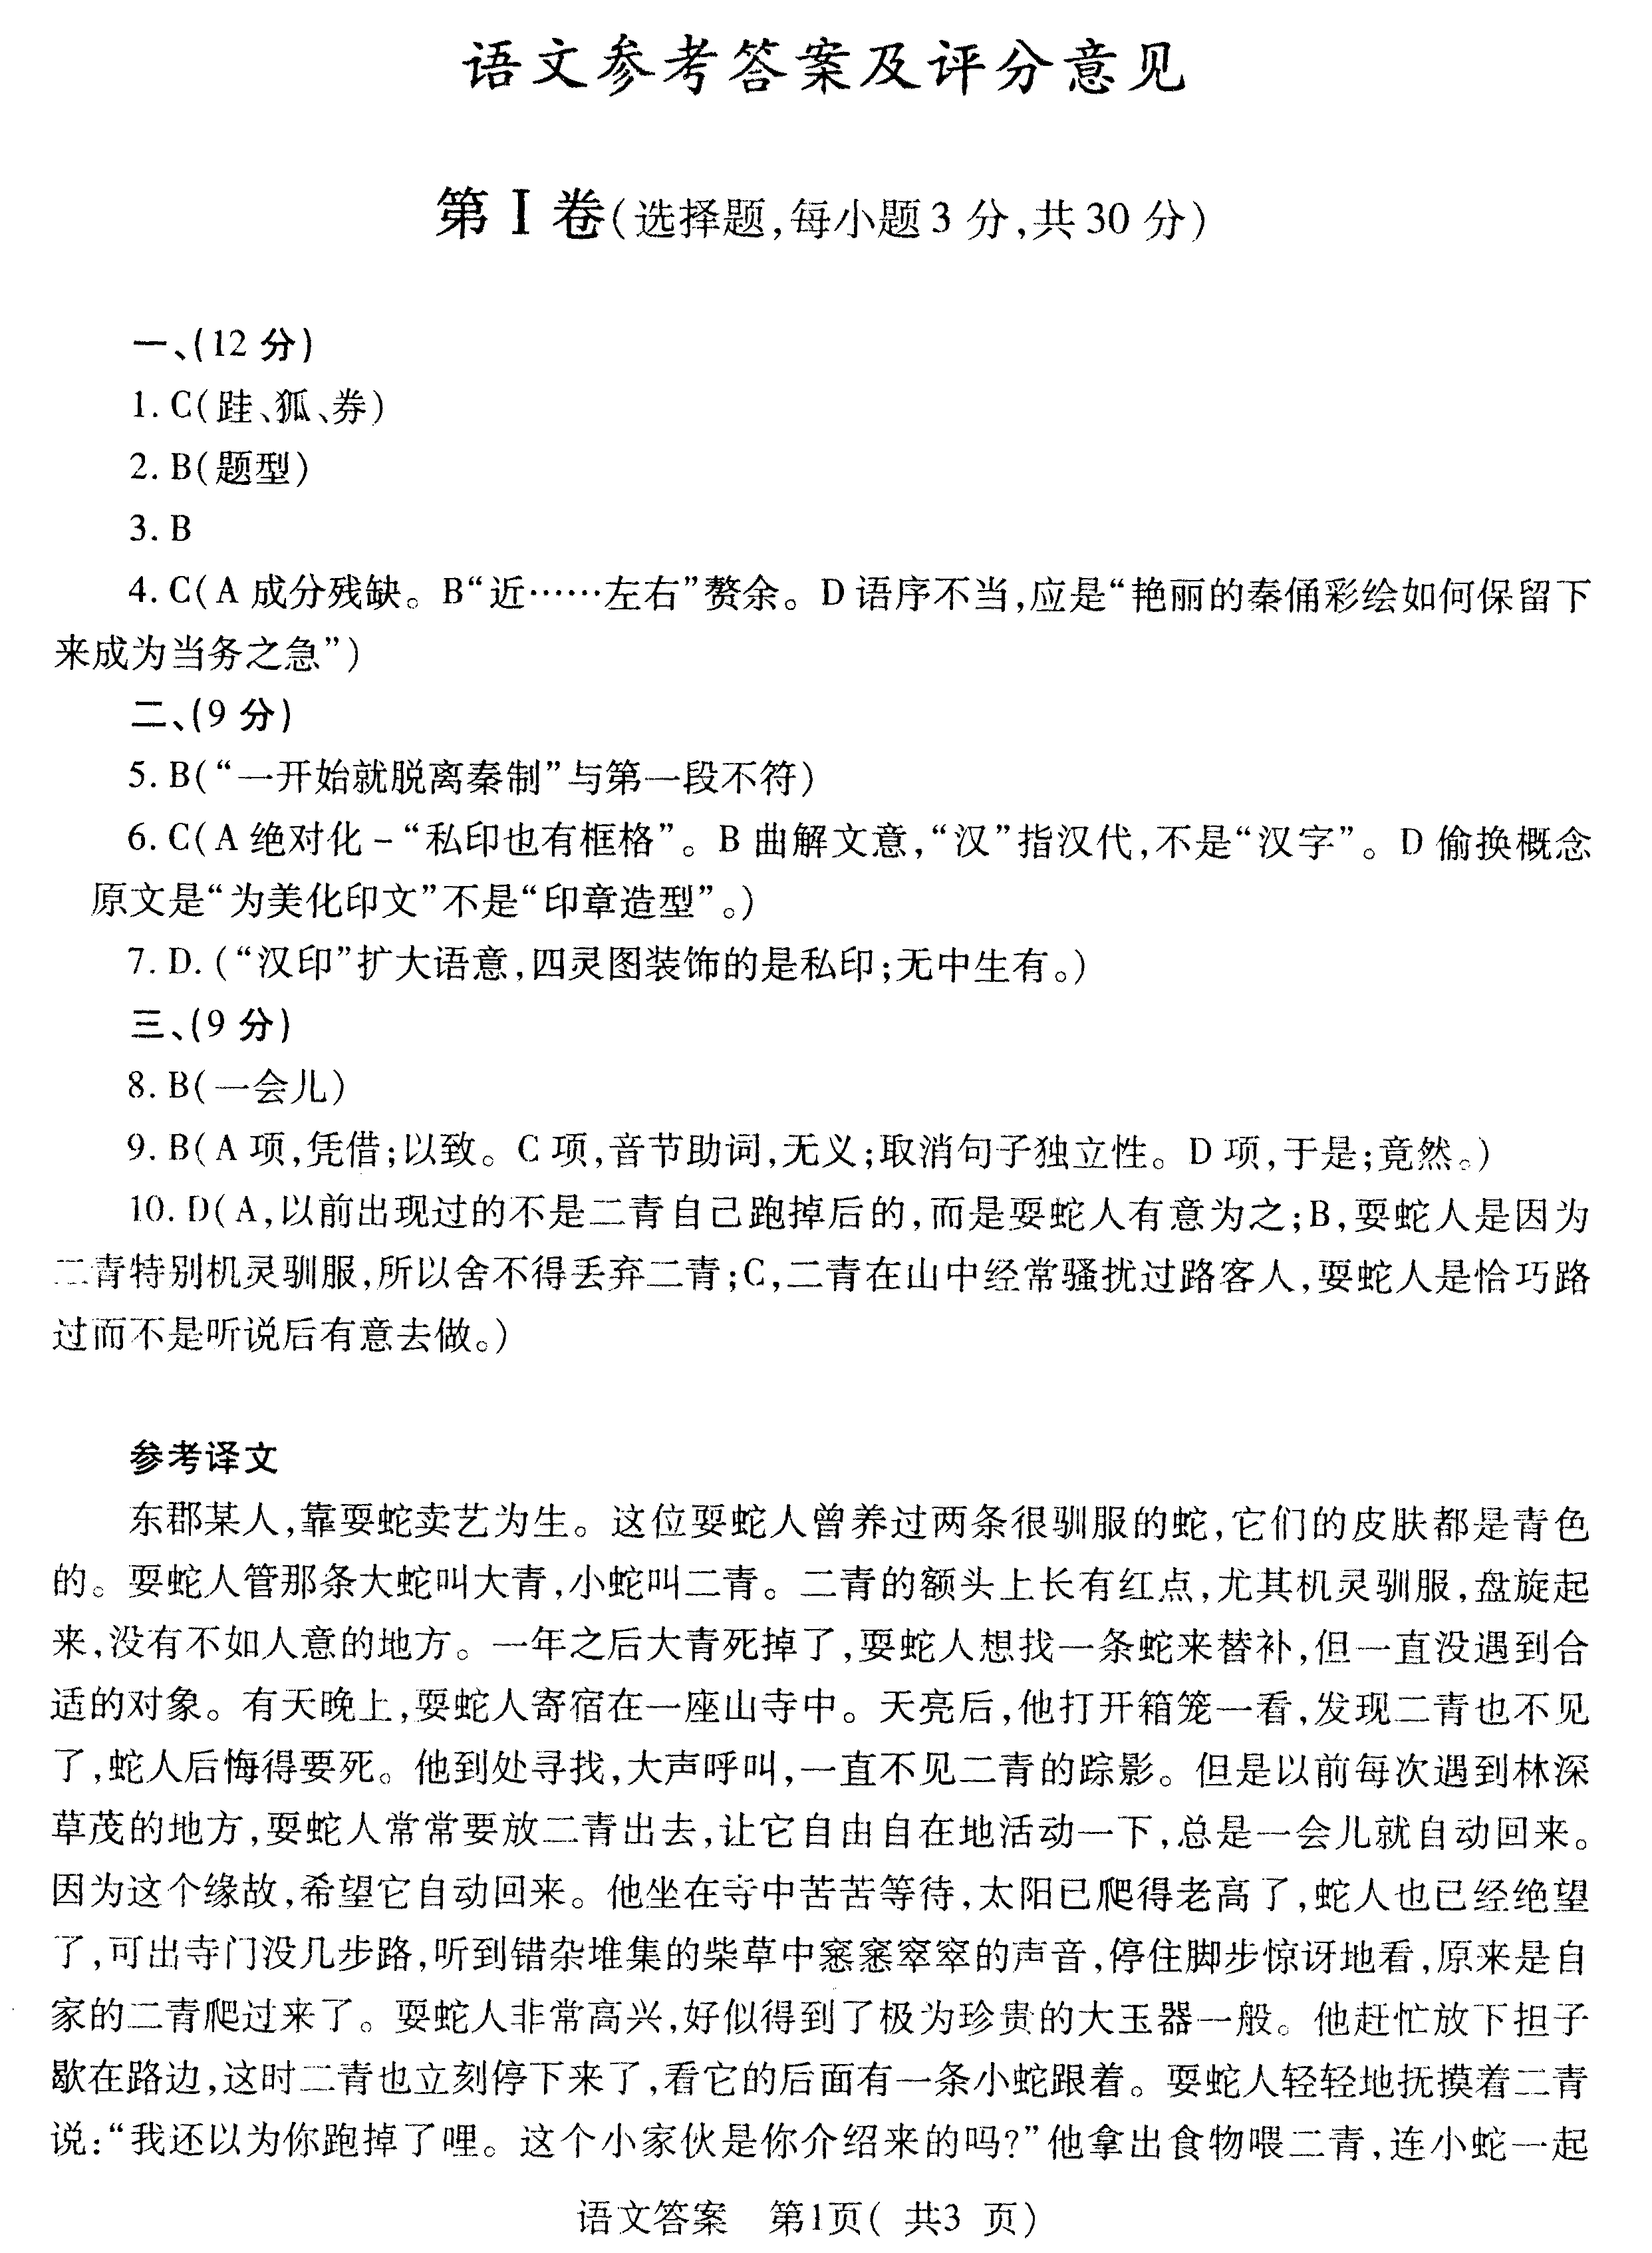 语文参考答案及评分意见
第Ⅰ卷(选择题,每小题3分,共30分)
一、(12分)
1. C(跬、狐、券)
2. B(题型)
3. B
4. C(A成分残缺。B“近……左右”赘余。D语序不当,应是“艳丽的秦俑彩绘如何保留下
来成为当务之急”)
二、(9分)
5. B(“一开始就脱离秦制”与第一段不符)
6. C(A绝对化-“私印也有框格”。B曲解文意,“汉”指汉代,不是“汉字”。D偷换概念
原文是“为美化印文”不是“印章造型”。)
7. D.(“汉印”扩大语意,四灵图装饰的是私印;无中生有。)
三、(9分)
8. B(一会儿)
9. B(A项,凭借;以致。C项,音节助词,无义;取消句子独立性。D项,于是;竟然。)
10. D(A,以前出现过的不是二青自己跑掉后的,而是耍蛇人有意为之;B,耍蛇人是因为
二青特别机灵驯服,所以舍不得丢弃二青;C,二青在山中经常骚扰过路客人,耍蛇人是恰巧路
过而不是听说后有意去做。)
参考译文
东郡某人,靠耍蛇卖艺为生。这位耍蛇人曾养过两条很驯服的蛇,它们的皮肤都是青色
的。耍蛇人管那条大蛇叫大青,小蛇叫二青。二青的额头上长有红点,尤其机灵驯服,盘旋起
来,没有不如人意的地方。一年之后大青死掉了,耍蛇人想找一条蛇来替补,但一直没遇到合
适的对象。有天晚上,耍蛇人寄宿在一座山寺中。天亮后,他打开箱笼一看,发现二青也不见
了,蛇人后悔得要死。他到处寻找,大声呼叫,一直不见二青的踪影。但是以前每次遇到林深
草茂的地方,耍蛇人常常要放二青出去,让它自由自在地活动一下,总是一会儿就自动回来。
因为这个缘故,希望它自动回来。他坐在寺中苦苦等待,太阳已爬得老高了,蛇人也已经绝望
了,可出寺门没几步路,听到错杂堆集的柴草中窸窸窣窣的声音,停住脚步惊讶地看,原来是自
家的二青爬过来了。耍蛇人非常高兴,好似得到了极为珍贵的大玉器一般。他赶忙放下担子
歇在路边,这时二青也立刻停下来了,看它的后面有一条小蛇跟着。耍蛇人轻轻地抚摸着二青
说:“我还以为你跑掉了哩。这个小家伙是你介绍来的吗?”他拿出食物喂二青,连小蛇一起
语文答案 第1页( 共3 页)